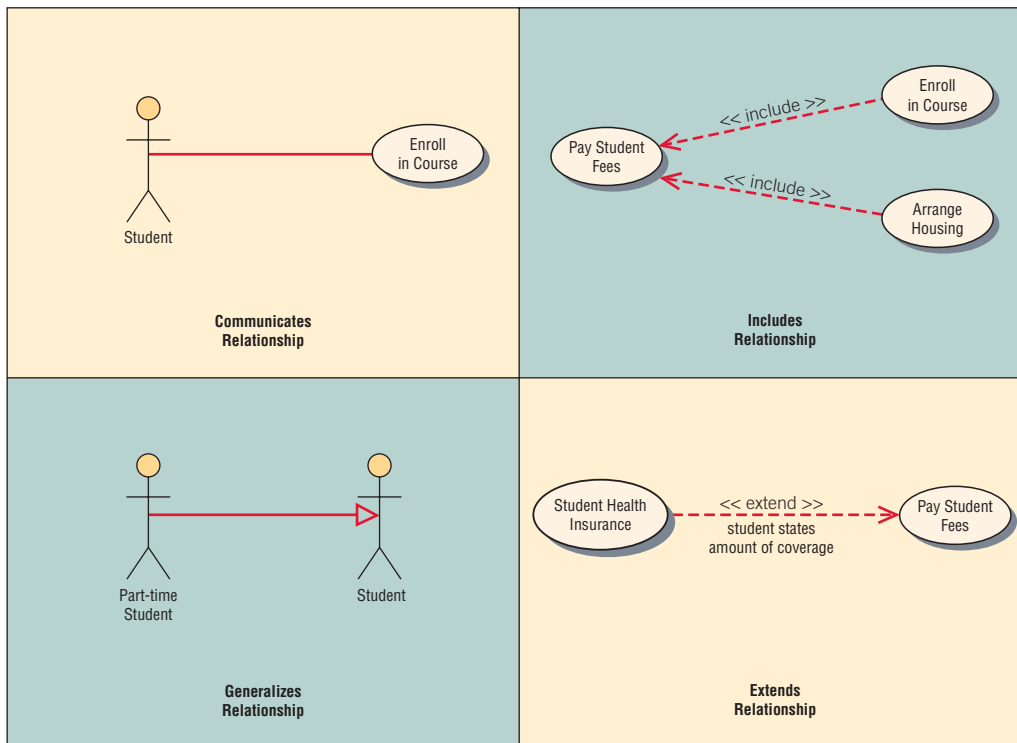 Student
Enroll
in Course
Communicates
Relationship
Pay Student
Fees
<< include >>
Enroll
in Course
<< include >>
Arrange
Housing
Includes
Relationship
Part-time
Student
Student
Generalizes
Relationship
Student Health
Insurance
<< extend >>
student states
amount of coverage
Pay Student
Fees
Extends
Relationship